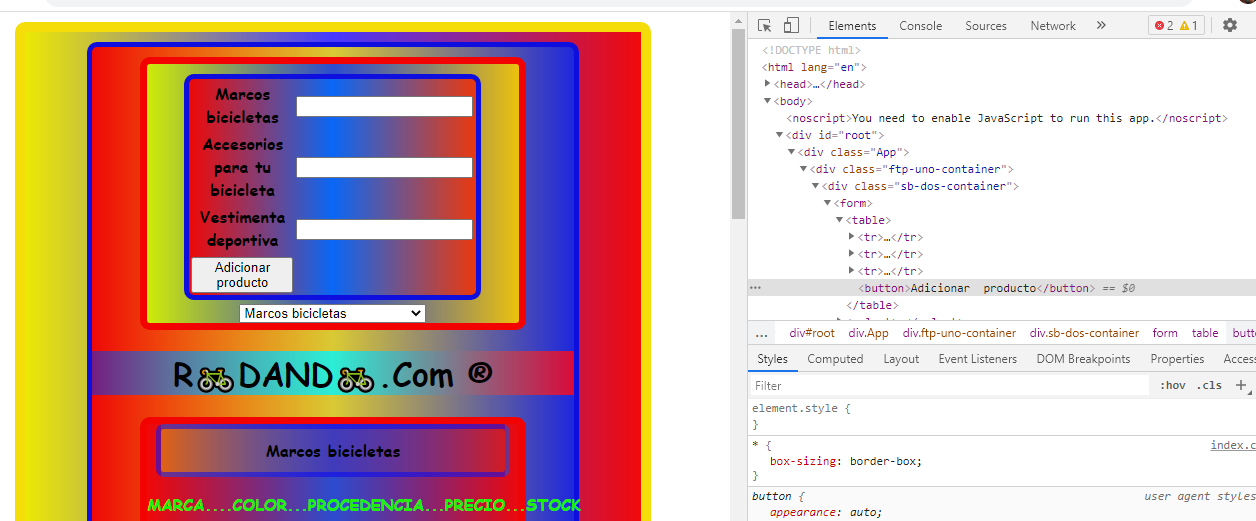 Marcos
bicicletas
Accesorios
para tu
bicicleta
Vestimenta
deportiva
Adicionar
producto
Marcos bicicletas
R🚲DAND🚲.Com ®
Marcos bicicletas
MARCA....COLOR...PROCEDENCIA...PRECIO...STOCK
Elements Console Sources Network » 2 1
<!DOCTYPE html>
<html lang="en">
<head>…</head>
<body>
<noscript>You need to enable JavaScript to run this app.</noscript>
<div id="root">
<div class="App">
<div class="ftp-uno-container">
<div class="sb-dos-container">
<form>
<table>
<tr>…</tr>
<tr>…</tr>
<tr>…</tr>
<button>Adicionar  producto</button> == $0
</table>
... div#root div.App div.ftp-uno-container div.sb-dos-container form table butto
Styles Computed Layout Event Listeners DOM Breakpoints Properties Access
Filter :hov .cls +
element.style {
}
* { index.c
box-sizing: border-box;
}
button { user agent styles
appearance: auto;